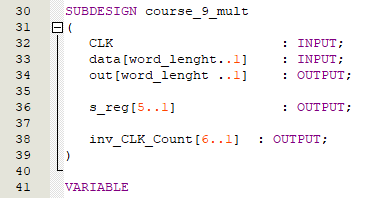 30 SUBDESIGN course_9_mult
31 (
32 CLK : INPUT;
33 data[word_lenght..1] : INPUT;
34 out[word_lenght ..1] : OUTPUT;
35
36 s_reg[5..1] : OUTPUT;
37
38 inv_CLK_Count[6..1] : OUTPUT;
39 )
40
41 VARIABLE